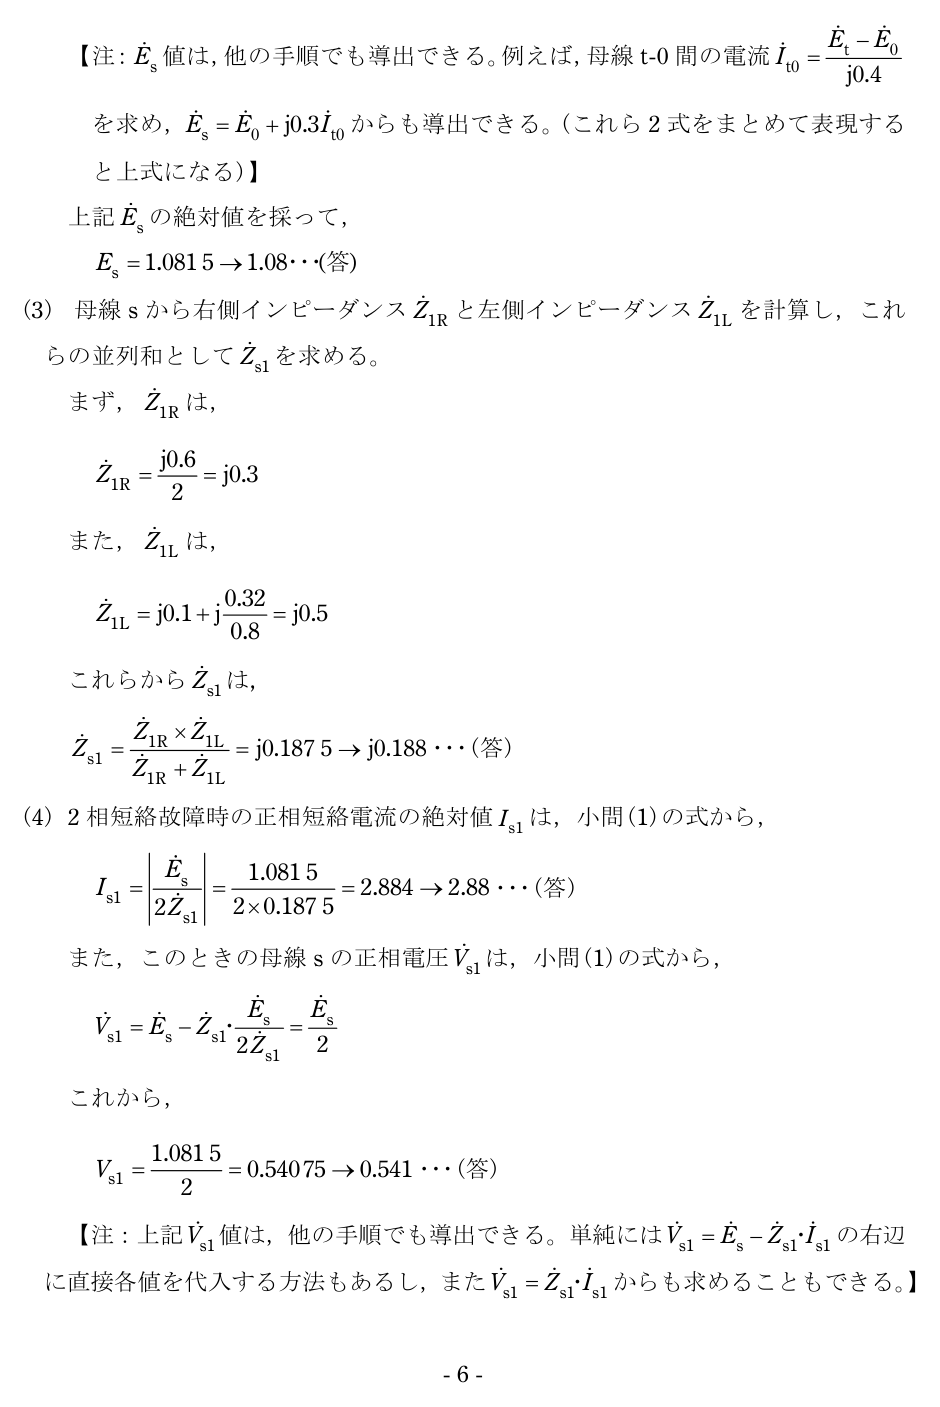 【注：Ė_s 値は，他の手順でも導出できる。例えば，母線 t-0 間の電流 İ_t0 = (Ė_t − Ė_0)/j0.4
を求め，Ė_s = Ė_0 + j0.3İ_t0 からも導出できる。（これら 2 式をまとめて表現する
と上式になる）】
上記 Ė_s の絶対値を採って，
E_s = 1.081 5 → 1.08･･･(答)
(3) 母線 s から右側インピーダンス Ż_1R と左側インピーダンス Ż_1L を計算し，これ
らの並列和として Ż_s1 を求める。
まず， Ż_1R は，
Ż_1R = j0.6/2 = j0.3
また， Ż_1L は，
Ż_1L = j0.1 + j 0.32/0.8 = j0.5
これらから Ż_s1 は，
Ż_s1 = (Ż_1R × Ż_1L)/(Ż_1R + Ż_1L) = j0.187 5 → j0.188 ･･･（答）
(4) 2 相短絡故障時の正相短絡電流の絶対値 I_s1 は，小問(1)の式から，
I_s1 = |Ė_s/(2Ż_s1)| = 1.081 5/(2×0.187 5) = 2.884 → 2.88 ･･･（答）
また，このときの母線 s の正相電圧 V̇_s1 は，小問(1)の式から，
V̇_s1 = Ė_s − Ż_s1･Ė_s/(2Ż_s1) = Ė_s/2
これから，
V_s1 = 1.081 5/2 = 0.540 75 → 0.541 ･･･（答）
【注：上記 V̇_s1 値は，他の手順でも導出できる。単純には V̇_s1 = Ė_s − Ż_s1･İ_s1 の右辺
に直接各値を代入する方法もあるし，また V̇_s1 = Ż_s1･İ_s1 からも求めることもできる。】
- 6 -